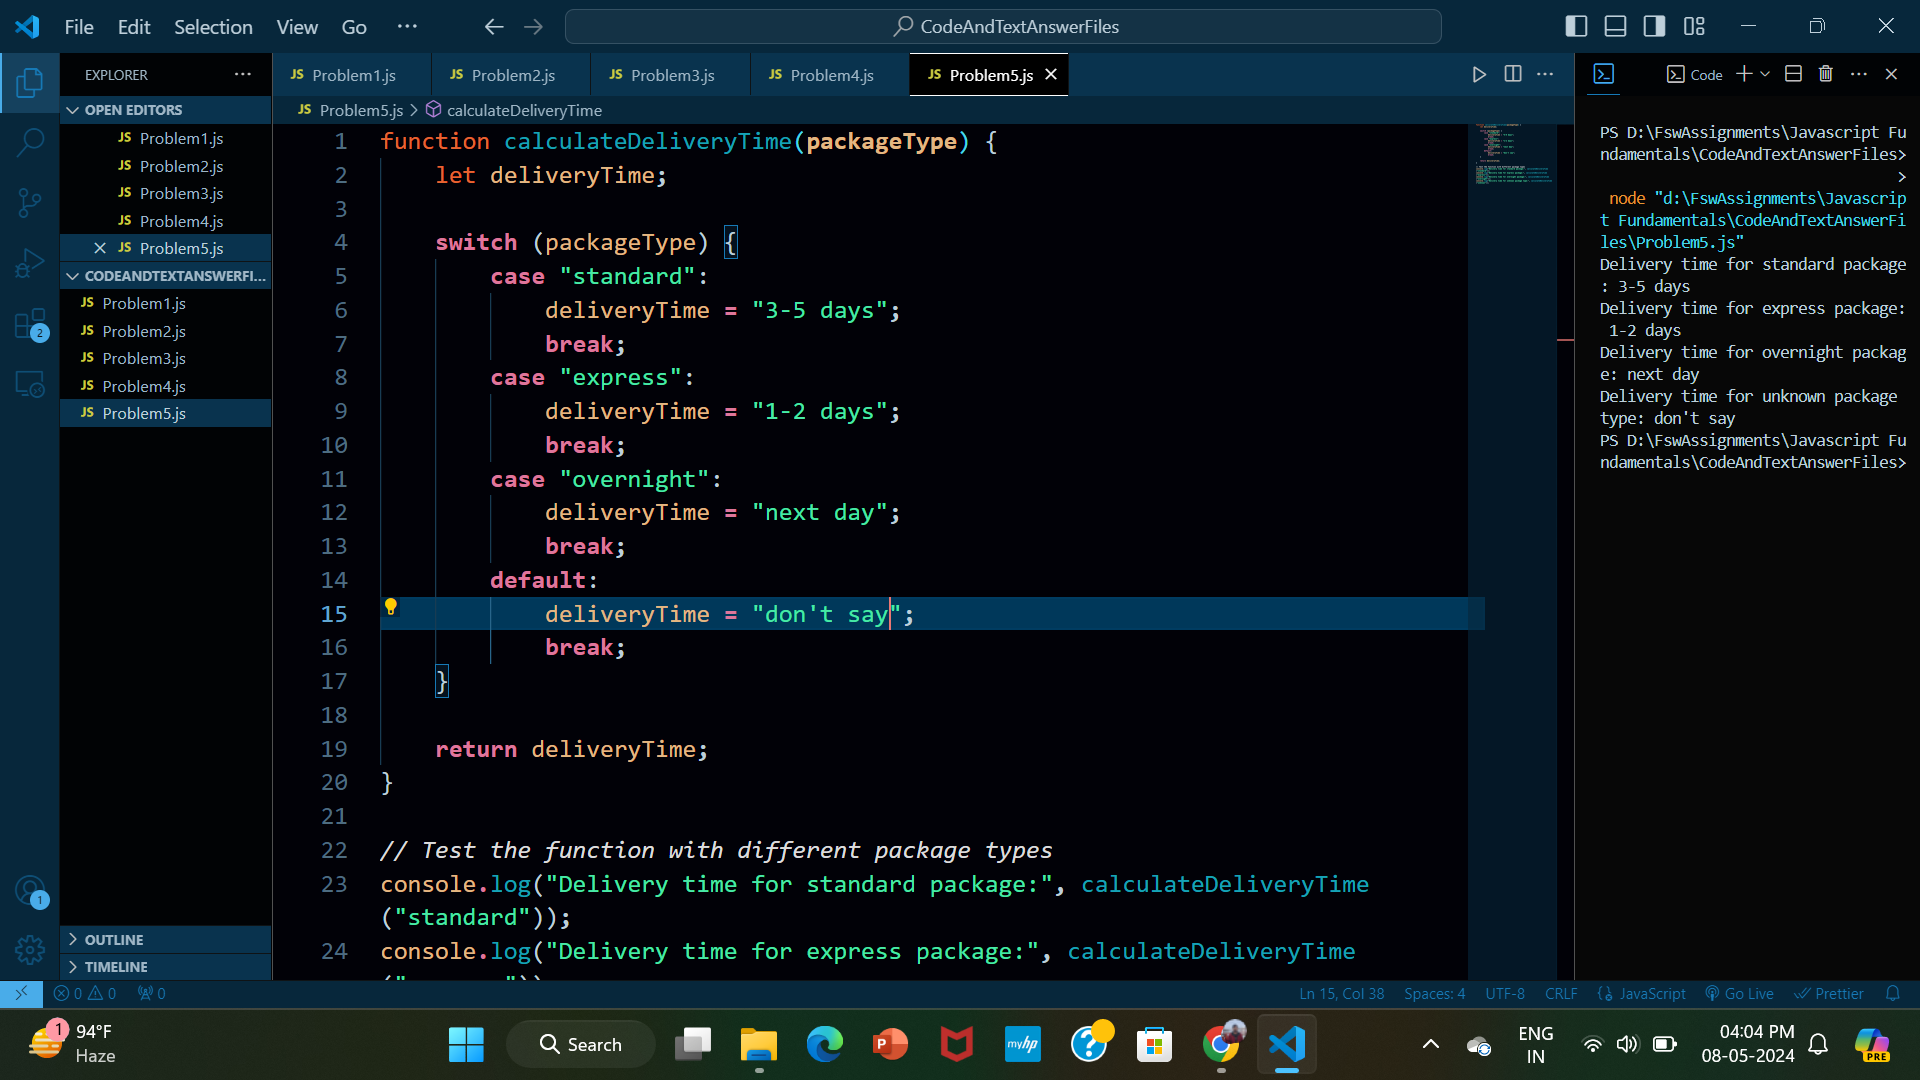 File Edit Selection View Go ··· CodeAndTextAnswerFiles
EXPLORER ···
OPEN EDITORS
JS Problem1.js
JS Problem2.js
JS Problem3.js
JS Problem4.js
JS Problem5.js
CODEANDTEXTANSWERFI...
JS Problem1.js
JS Problem2.js
JS Problem3.js
JS Problem4.js
JS Problem5.js
OUTLINE
TIMELINE
2
1
JS Problem1.js JS Problem2.js JS Problem3.js JS Problem4.js JS Problem5.js
JS Problem5.js > calculateDeliveryTime
1 function calculateDeliveryTime(packageType) {
2 let deliveryTime;
3
4 switch (packageType) {
5 case "standard":
6 deliveryTime = "3-5 days";
7 break;
8 case "express":
9 deliveryTime = "1-2 days";
10 break;
11 case "overnight":
12 deliveryTime = "next day";
13 break;
14 default:
15 deliveryTime = "don't say";
16 break;
17 }
18
19 return deliveryTime;
20 }
21
22 // Test the function with different package types
23 console.log("Delivery time for standard package:", calculateDeliveryTime
("standard"));
24 console.log("Delivery time for express package:", calculateDeliveryTime
Code
PS D:\FswAssignments\Javascript Fu
ndamentals\CodeAndTextAnswerFiles>
>
node "d:\FswAssignments\Javascrip
t Fundamentals\CodeAndTextAnswerFi
les\Problem5.js"
Delivery time for standard package
: 3-5 days
Delivery time for express package:
1-2 days
Delivery time for overnight packag
e: next day
Delivery time for unknown package
type: don't say
PS D:\FswAssignments\Javascript Fu
ndamentals\CodeAndTextAnswerFiles>
0 0 0 Ln 15, Col 38 Spaces: 4 UTF-8 CRLF {} JavaScript Go Live Prettier
1 94°F
Haze
Search
P
myhp
?
ENG
IN
04:04 PM
08-05-2024
PRE